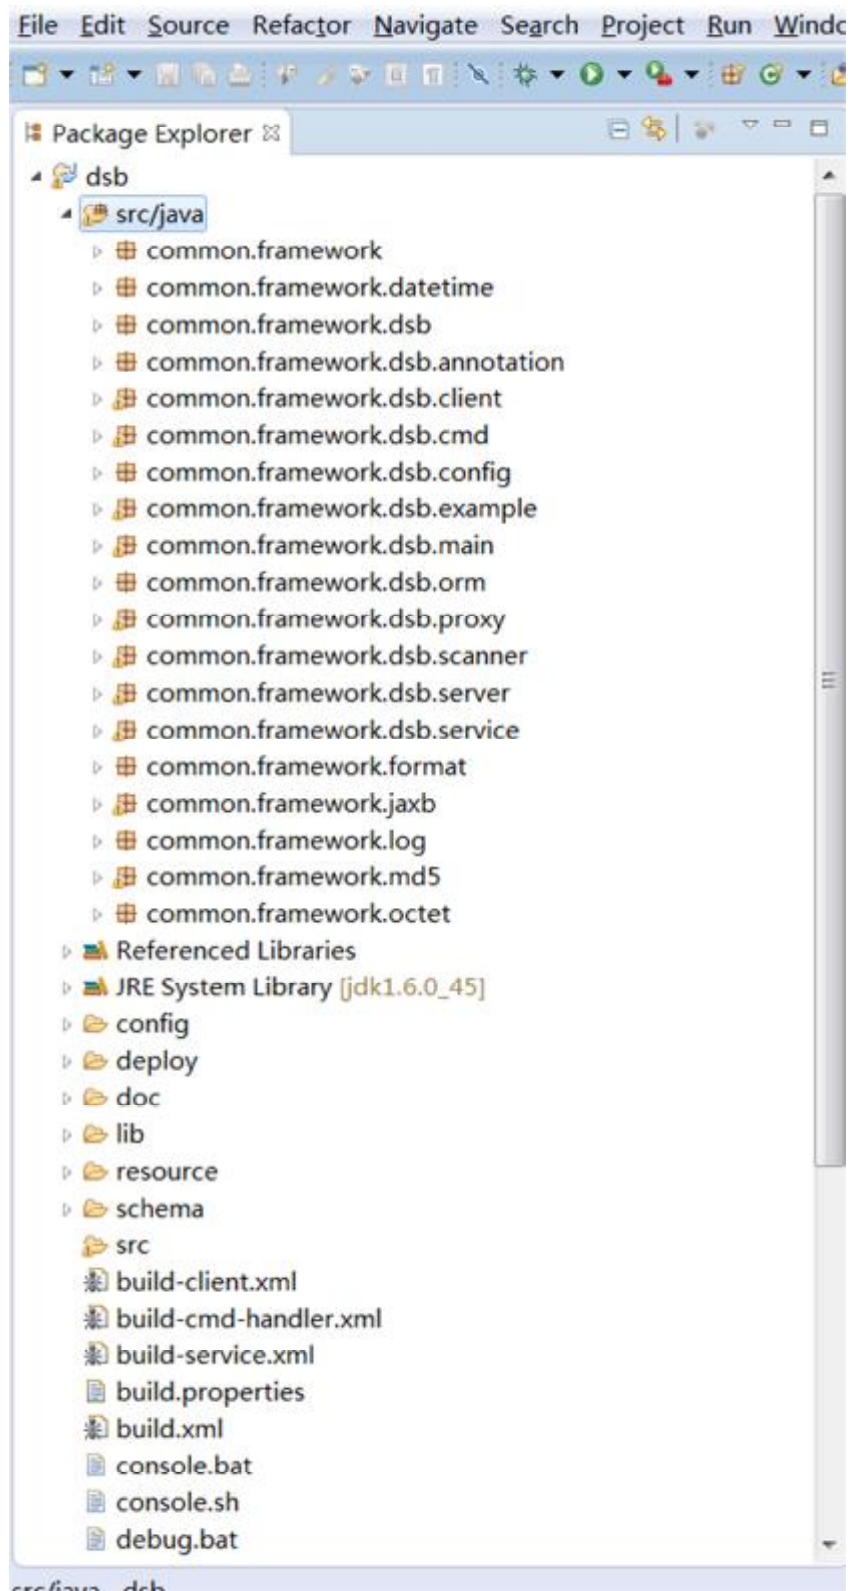 File Edit Source Refactor Navigate Search Project Run
Package Explorer
dsb
src/java
common.framework
common.framework.datetime
common.framework.dsb
common.framework.dsb.annotation
common.framework.dsb.client
common.framework.dsb.cmd
common.framework.dsb.config
common.framework.dsb.example
common.framework.dsb.main
common.framework.dsb.orm
common.framework.dsb.proxy
common.framework.dsb.scanner
common.framework.dsb.server
common.framework.dsb.service
common.framework.format
common.framework.jaxb
common.framework.log
common.framework.md5
common.framework.octet
Referenced Libraries
JRE System Library [jdk1.6.0_45]
config
deploy
doc
lib
resource
schema
src
build-client.xml
build-cmd-handler.xml
build-service.xml
build.properties
build.xml
console.bat
console.sh
debug.bat
src/java - dsb